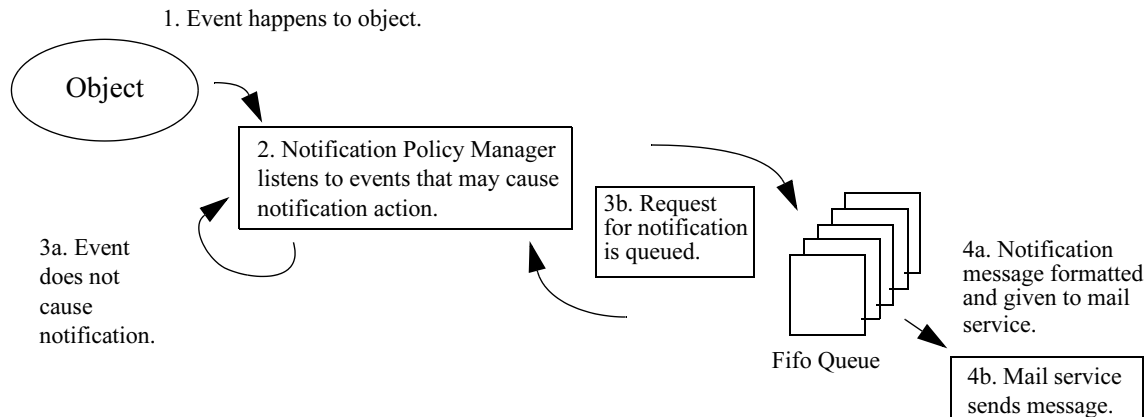 1. Event happens to object.
Object
2. Notification Policy Manager
listens to events that may cause
notification action.
3a. Event
does not
cause
notification.
3b. Request
for notification
is queued.
Fifo Queue
4a. Notification
message formatted
and given to mail
service.
4b. Mail service
sends message.